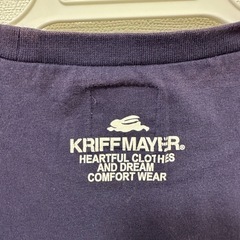 KRIFF MAYER®
HEARTFUL CLOTHES
AND DREAM
COMFORT WEAR